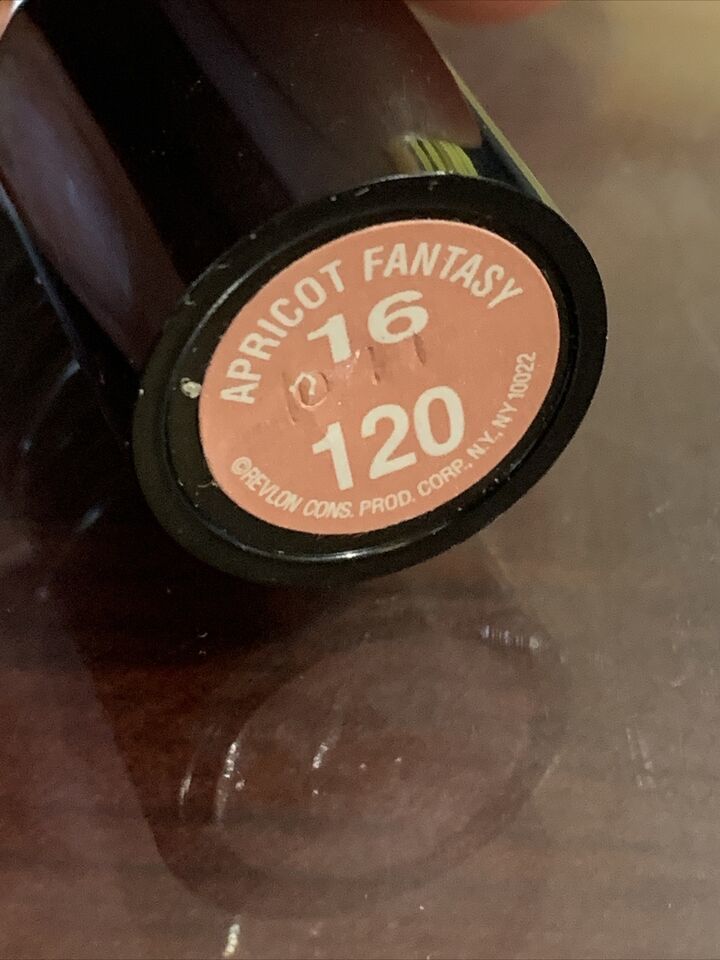 APRICOT FANTASY
16
120
©REVLON CONS. PROD. CORP., N.Y., NY 10022